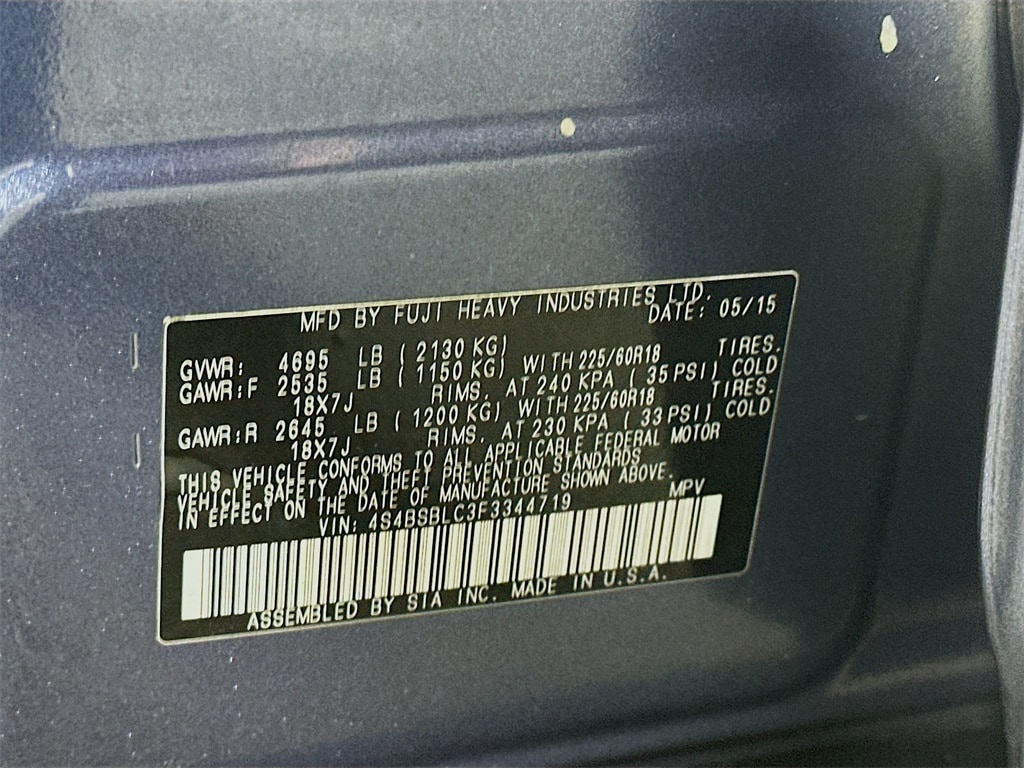 MFD BY FUJI HEAVY INDUSTRIES LTD.
DATE: 05/15
GVWR: 4695 LB ( 2130 KG)
GAWR:F 2535 LB ( 1150 KG) WITH 225/60R18 TIRES.
18X7J RIMS. AT 240 KPA ( 35 PSI) COLD
GAWR:R 2645 LB ( 1200 KG) WITH 225/60R18 TIRES.
18X7J RIMS. AT 230 KPA ( 33 PSI) COLD
THIS VEHICLE CONFORMS TO ALL APPLICABLE FEDERAL MOTOR
VEHICLE SAFETY AND THEFT PREVENTION STANDARDS
IN EFFECT ON THE DATE OF MANUFACTURE SHOWN ABOVE.
VIN: 4S4BSBLC3F3344719 MPV
ASSEMBLED BY SIA INC. MADE IN U.S.A.